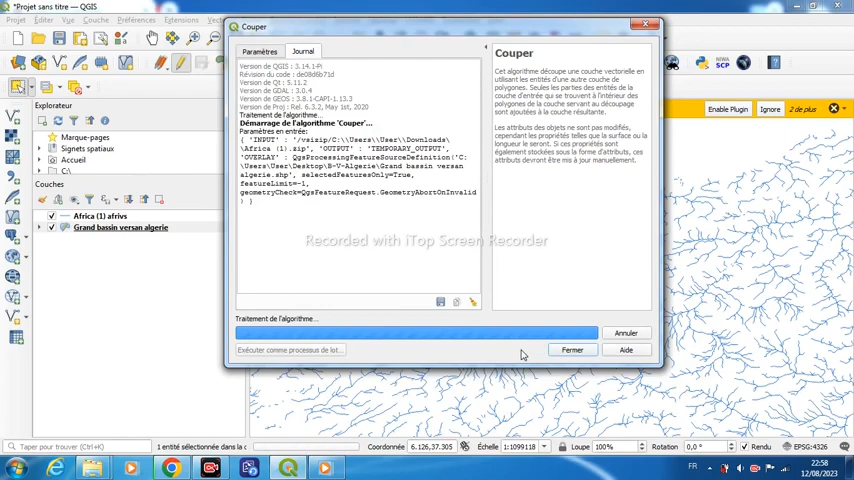 *Projet sans titre — QGIS
Projet Éditer Vue Couche Préférences Extensions
Couper
Paramètres Journal
Version de QGIS : 3.14.1-Pi
Révision du code : de08d6b71d
Version de Qt : 5.11.2
Version de GDAL : 3.0.4
Version de GEOS : 3.8.1-CAPI-1.13.3
Version de Proj : Rel. 6.3.2, May 1st, 2020
Traitement de l'algorithme…
Démarrage de l'algorithme 'Couper'…
Paramètres en entrée:
{ 'INPUT' : '/vsizip/C:\\Users\\User\\Downloads\
\Africa (1).zip', 'OUTPUT' : 'TEMPORARY_OUTPUT',
'OVERLAY' : QgsProcessingFeatureSourceDefinition('C:
\Users\User\Desktop\B-V-Algerie\Grand bassin versan
algerie.shp', selectedFeaturesOnly=True,
featureLimit=-1,
geometryCheck=QgsFeatureRequest.GeometryAbortOnInvalid
) }
Couper
Cet algorithme découpe une couche vectorielle en
utilisant les entités d'une autre couche de
polygones. Seules les parties des entités de la
couche d'entrée qui se trouvent à l'intérieur des
polygones de la couche servant au découpage
sont ajoutées à la couche résultante.
Les attributs des objets ne sont pas modifiés,
cependant les propriétés telles que la surface ou la
longueur le seront. Si ces propriétés sont
également stockées sous la forme d'attributs, ces
attributs devront être mis à jour manuellement.
Traitement de l'algorithme…
Annuler
Exécuter comme processus de lot…
Fermer
Aide
NIWA
SCP
Enable Plugin
Ignore
2 de plus
Explorateur
Marque-pages
Signets spatiaux
Accueil
C:\
Couches
Africa (1) afrivs
Grand bassin versan algerie
Recorded with iTop Screen Recorder
Taper pour trouver (Ctrl+K)
1 entité sélectionnée dans la c
Coordonnée 6.126,37.305
Échelle 1:1099118
Loupe 100%
Rotation 0,0 °
Rendu
EPSG:4326
FR
22:58
12/08/2023